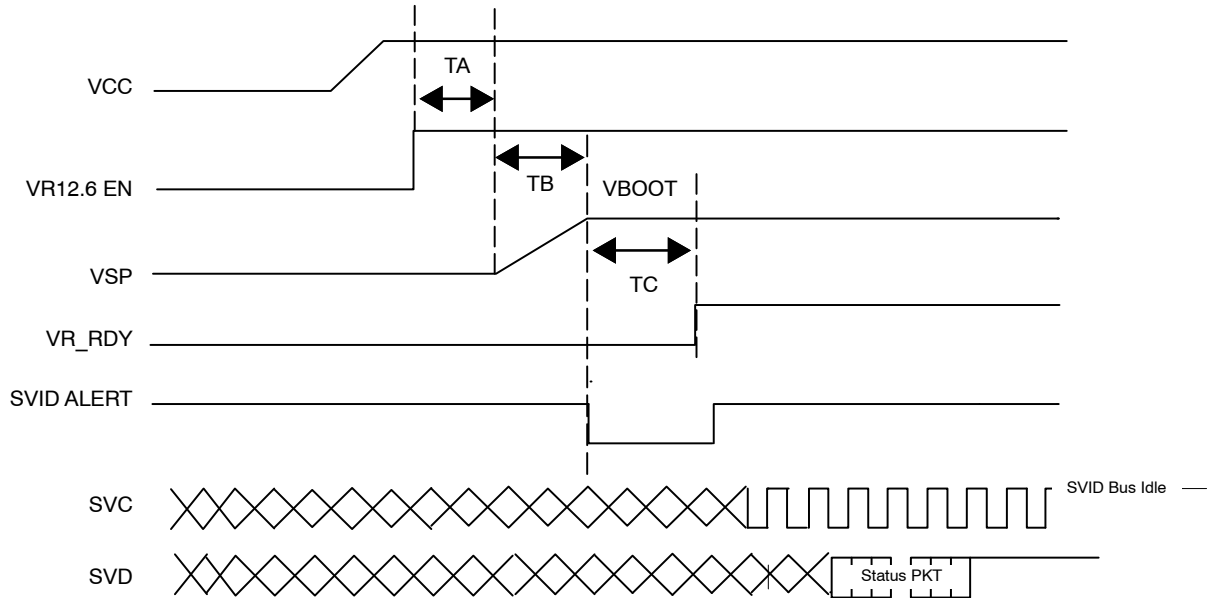 VCC
TA
VR12.6 EN
TB
VBOOT
VSP
TC
VR_RDY
SVID ALERT
SVC
SVID Bus Idle
SVD
Status PKT